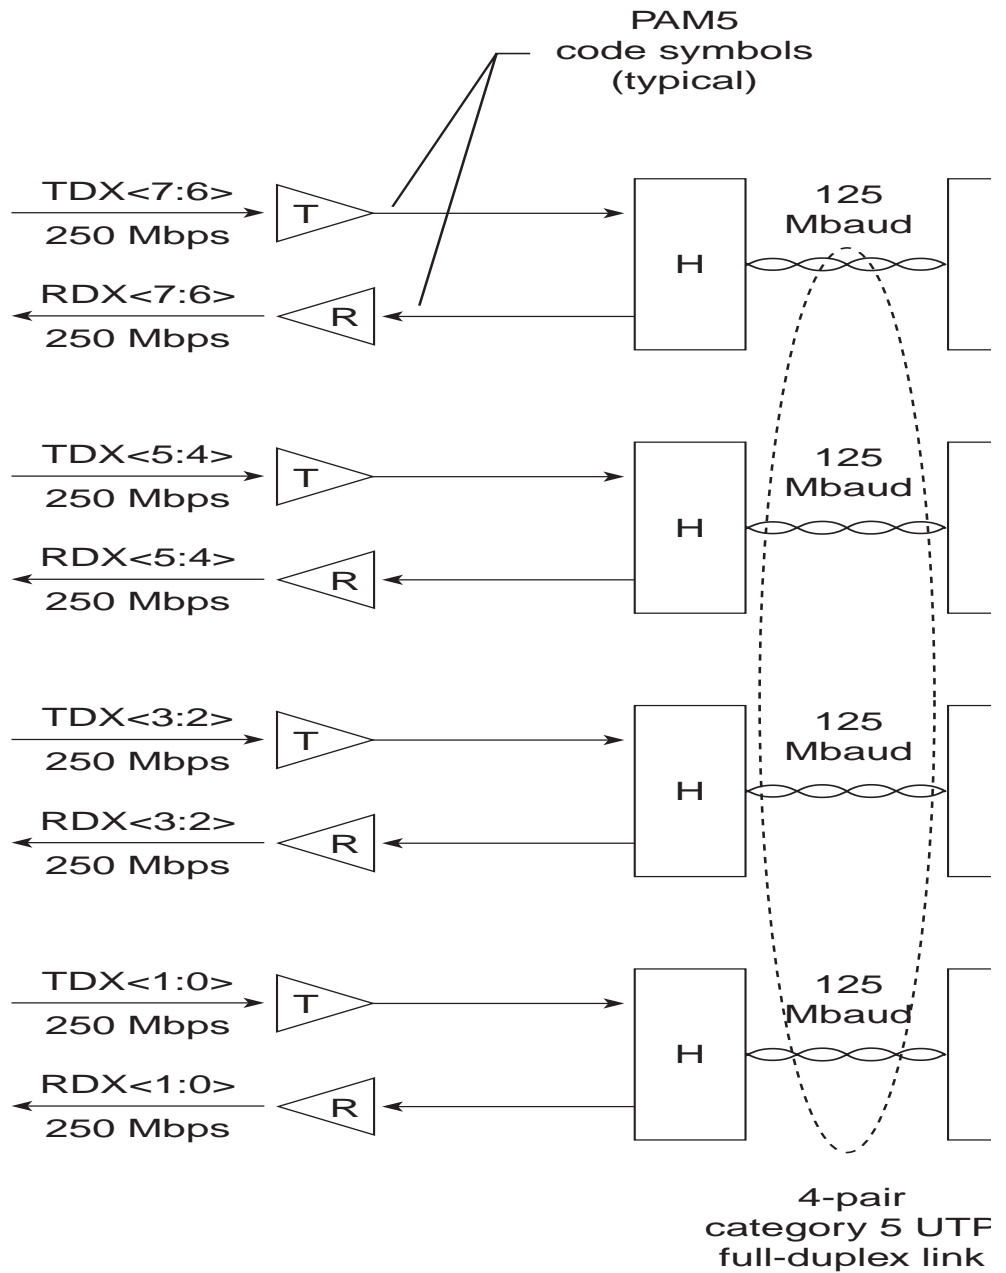 PAM5
code symbols
(typical)
TDX<7:6>
250 Mbps
T
RDX<7:6>
250 Mbps
R
H
125
Mbaud
TDX<5:4>
250 Mbps
T
RDX<5:4>
250 Mbps
R
H
125
Mbaud
TDX<3:2>
250 Mbps
T
RDX<3:2>
250 Mbps
R
H
125
Mbaud
TDX<1:0>
250 Mbps
T
RDX<1:0>
250 Mbps
R
H
125
Mbaud
4-pair
category 5 UTP
full-duplex link